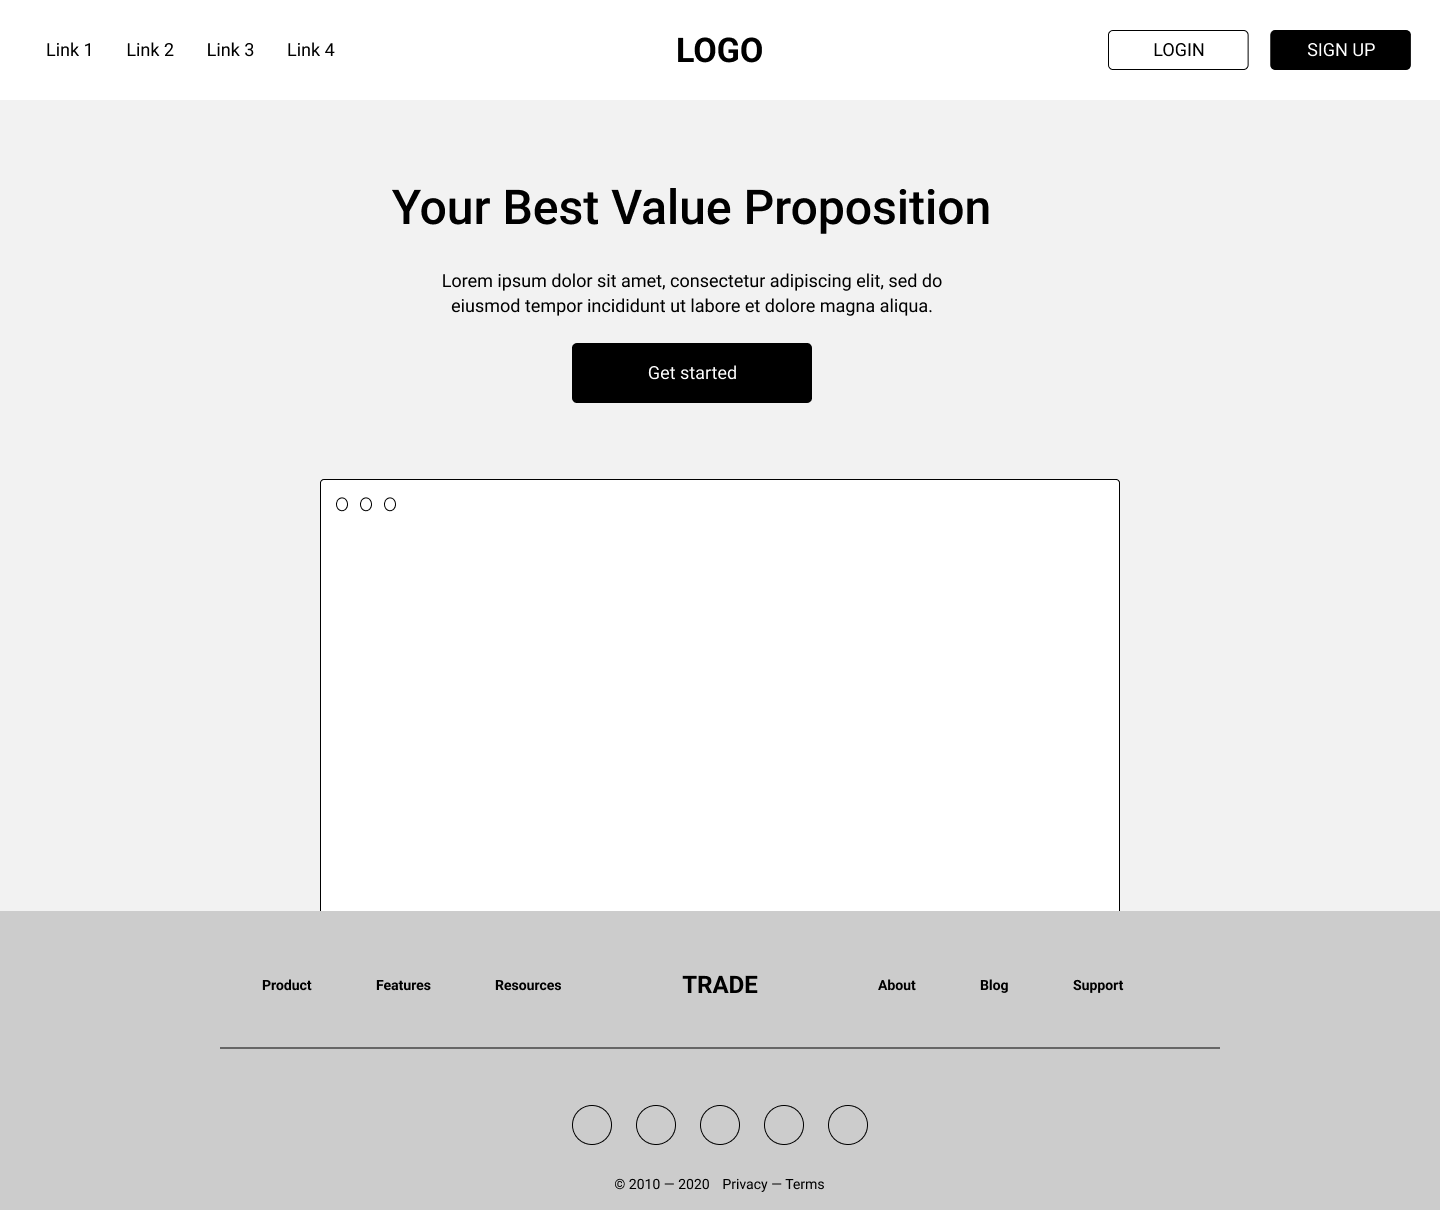 Link 1 Link 2 Link 3 Link 4 LOGO LOGIN SIGN UP
Your Best Value Proposition
Lorem ipsum dolor sit amet, consectetur adipiscing elit, sed do
eiusmod tempor incididunt ut labore et dolore magna aliqua.
Get started
Product Features Resources TRADE About Blog Support
© 2010 — 2020 Privacy — Terms